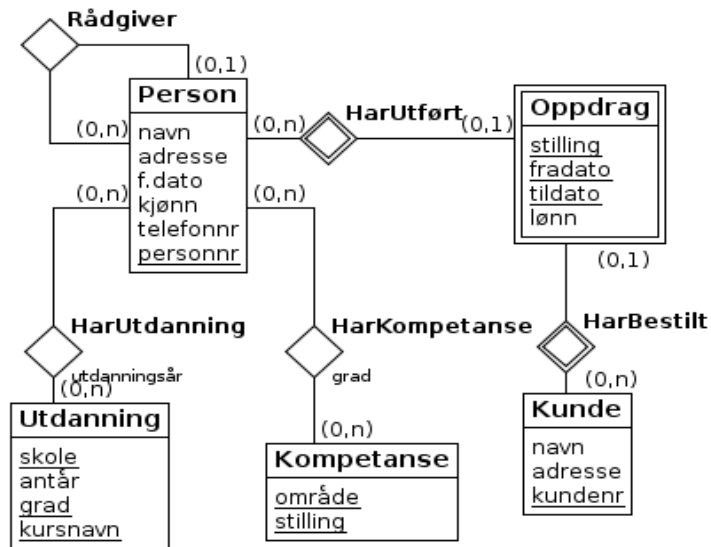 Rådgiver
(0,1)
(0,n)
Person
navn
adresse
f.dato
kjønn
telefonnr
personnr
(0,n)
HarUtført
(0,1)
Oppdrag
stilling
fradato
tildato
lønn
(0,n)
(0,n)
(0,1)
HarUtdanning
utdanningsår
(0,n)
HarKompetanse
grad
(0,n)
HarBestilt
(0,n)
Utdanning
skole
antår
grad
kursnavn
Kompetanse
område
stilling
Kunde
navn
adresse
kundenr